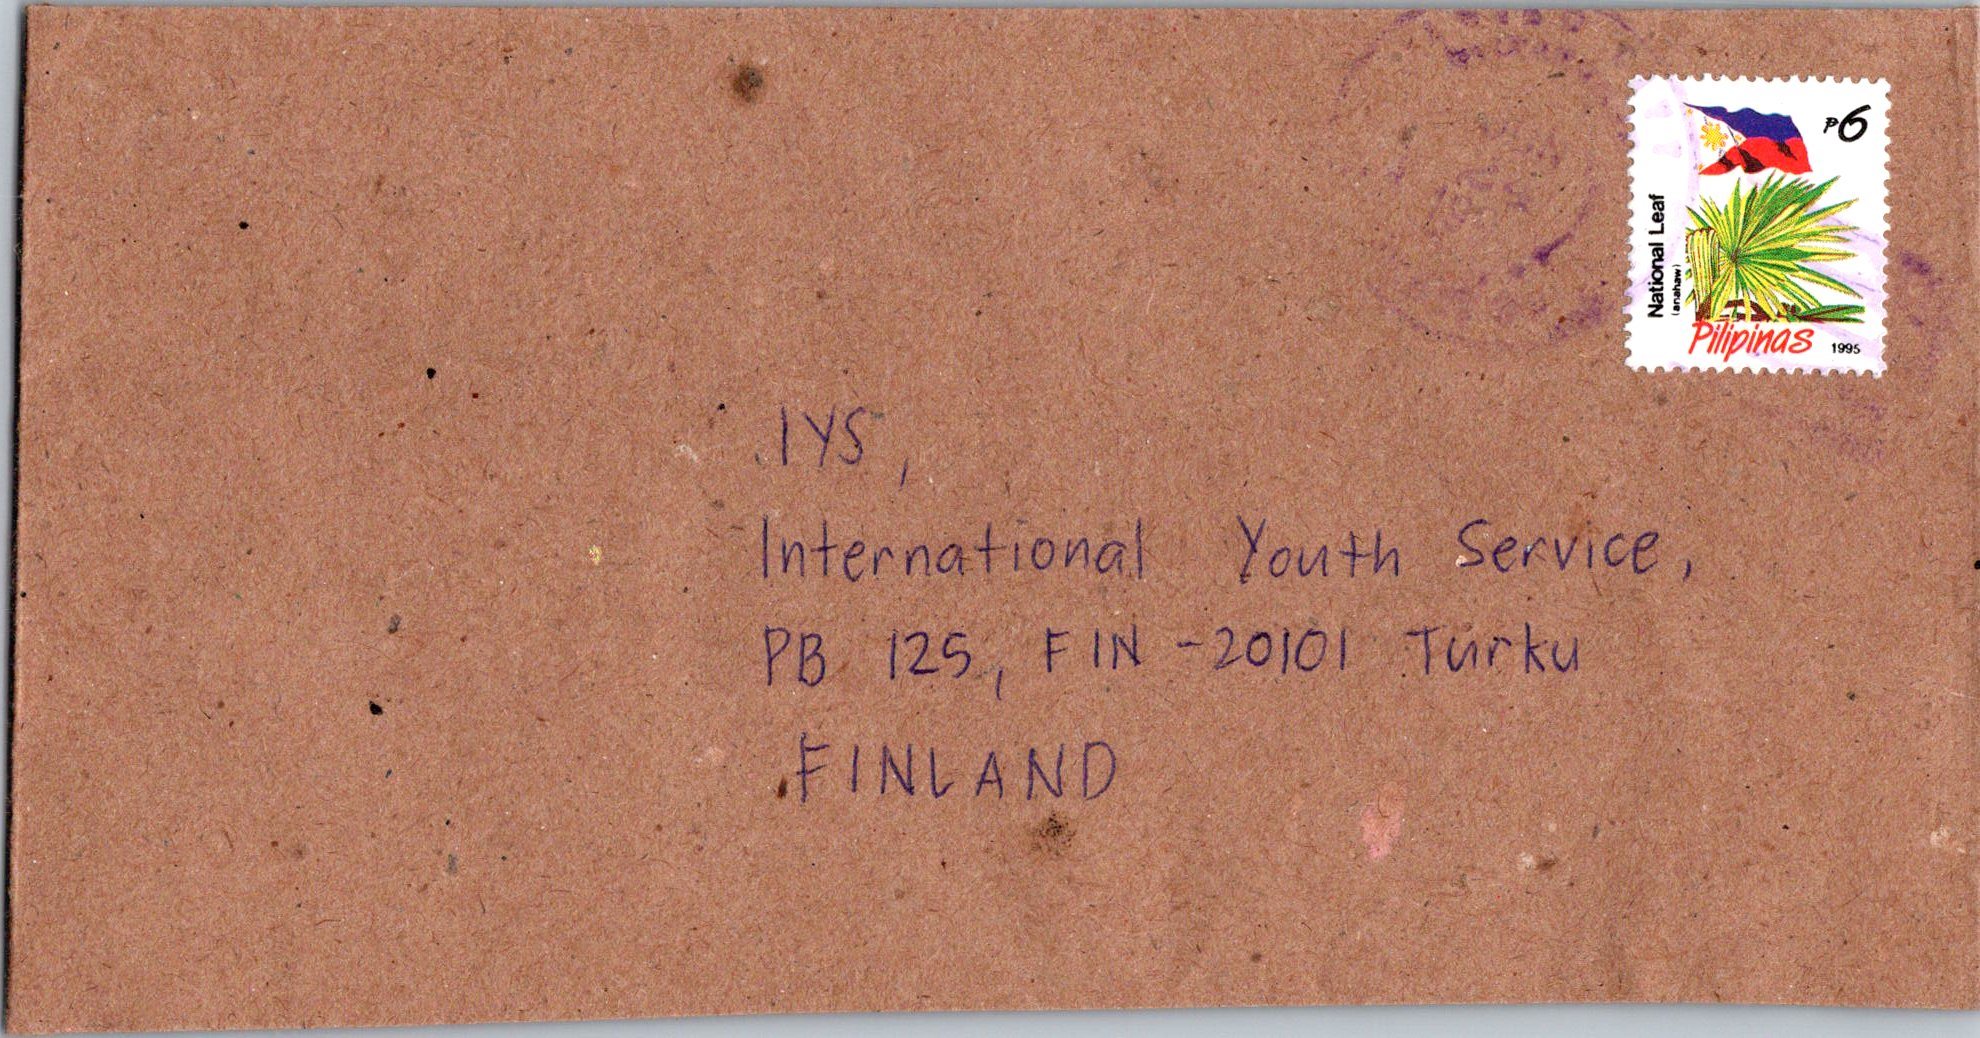 ₱6
National Leaf
(anahaw)
Pilipinas 1995
IYS,
International Youth Service,
PB 125, FIN-20101 Turku
FINLAND